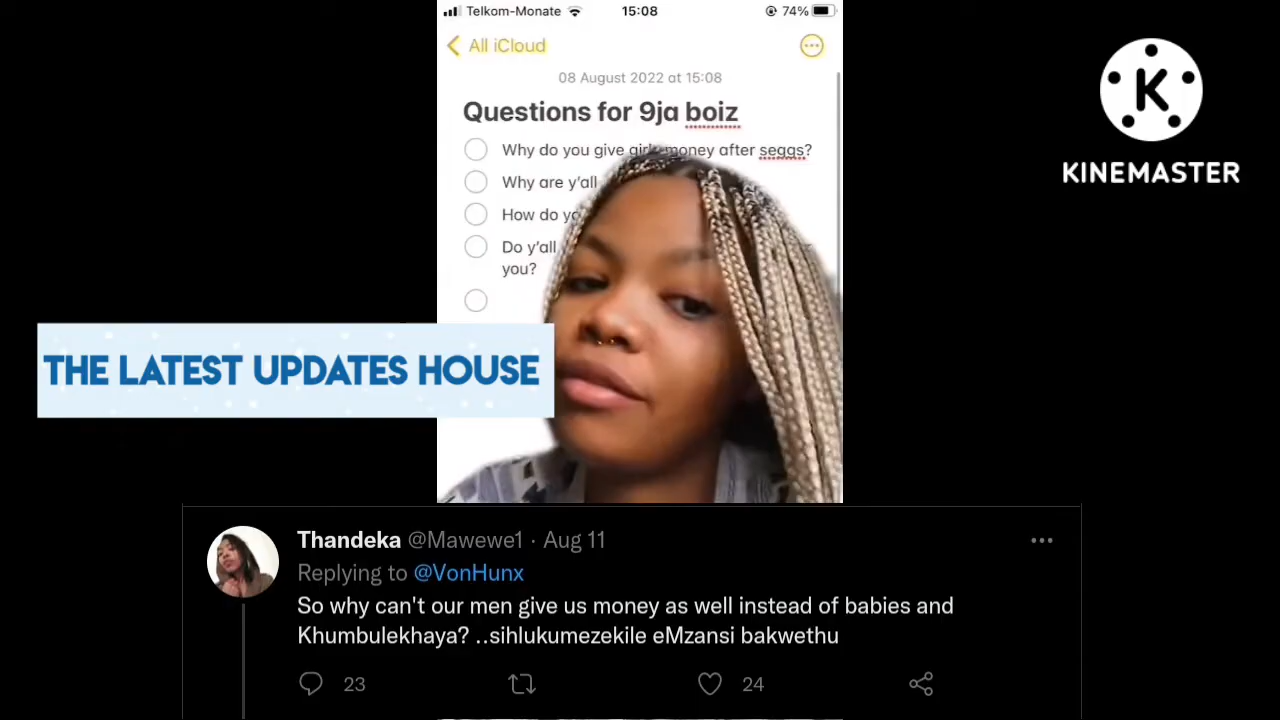 Telkom-Monate
15:08
74%
All iCloud
08 August 2022 at 15:08
Questions for 9ja boiz
Why do you give money after seggs?
Why are y'all
How do
Do y'all
you?
K
KINEMASTER
THE LATEST UPDATES HOUSE
Thandeka @Mawewe1 · Aug 11
Replying to @VonHunx
So why can't our men give us money as well instead of babies and
Khumbulekhaya? ..sihlukumezekile eMzansi bakwethu
23
24